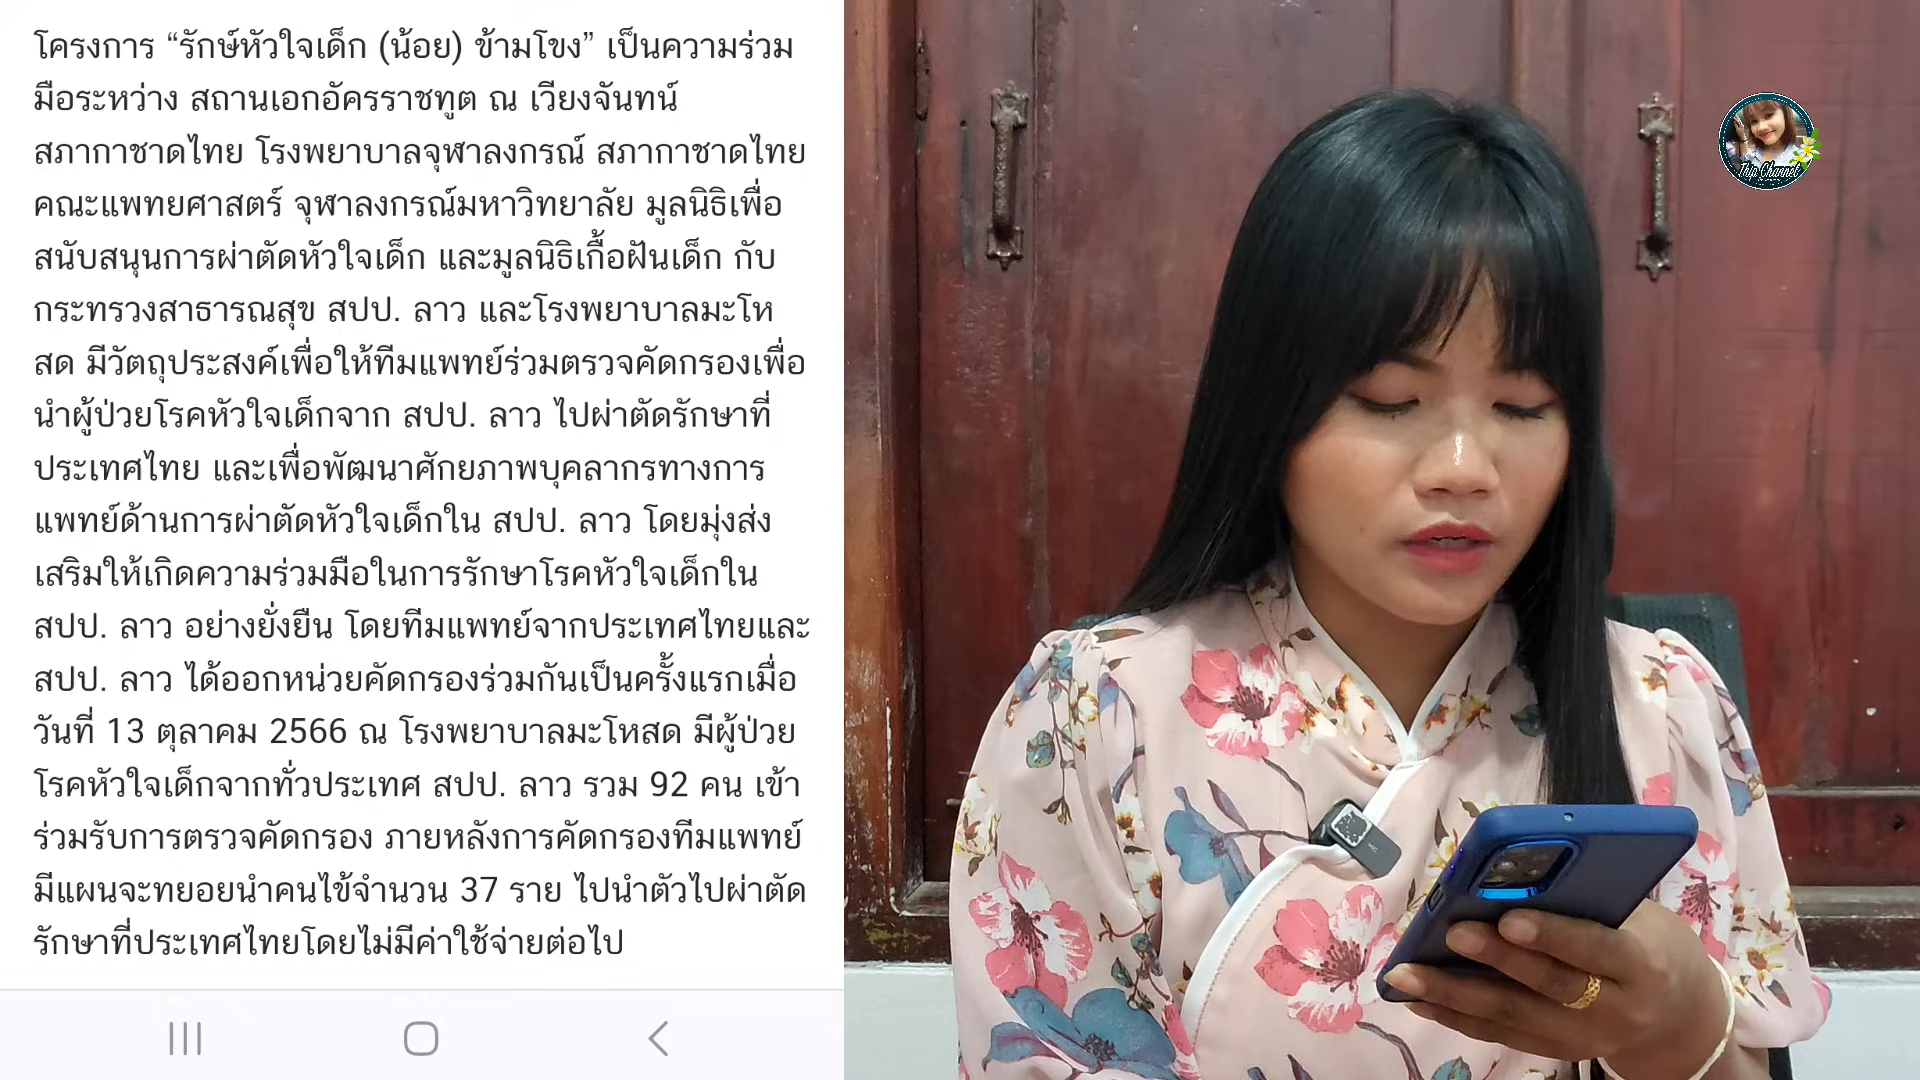 โครงการ “รักษ์หัวใจเด็ก (น้อย) ข้ามโขง” เป็นความร่วม
มือระหว่าง สถานเอกอัครราชทูต ณ เวียงจันทน์
สภากาชาดไทย โรงพยาบาลจุฬาลงกรณ์ สภากาชาดไทย
คณะแพทยศาสตร์ จุฬาลงกรณ์มหาวิทยาลัย มูลนิธิเพื่อ
สนับสนุนการผ่าตัดหัวใจเด็ก และมูลนิธิเกื้อฝันเด็ก กับ
กระทรวงสาธารณสุข สปป. ลาว และโรงพยาบาลมะโห
สด มีวัตถุประสงค์เพื่อให้ทีมแพทย์ร่วมตรวจคัดกรองเพื่อ
นำผู้ป่วยโรคหัวใจเด็กจาก สปป. ลาว ไปผ่าตัดรักษาที่
ประเทศไทย และเพื่อพัฒนาศักยภาพบุคลากรทางการ
แพทย์ด้านการผ่าตัดหัวใจเด็กใน สปป. ลาว โดยมุ่งส่ง
เสริมให้เกิดความร่วมมือในการรักษาโรคหัวใจเด็กใน
สปป. ลาว อย่างยั่งยืน โดยทีมแพทย์จากประเทศไทยและ
สปป. ลาว ได้ออกหน่วยคัดกรองร่วมกันเป็นครั้งแรกเมื่อ
วันที่ 13 ตุลาคม 2566 ณ โรงพยาบาลมะโหสด มีผู้ป่วย
โรคหัวใจเด็กจากทั่วประเทศ สปป. ลาว รวม 92 คน เข้า
ร่วมรับการตรวจคัดกรอง ภายหลังการคัดกรองทีมแพทย์
มีแผนจะทยอยนำคนไข้จำนวน 37 ราย ไปนำตัวไปผ่าตัด
รักษาที่ประเทศไทยโดยไม่มีค่าใช้จ่ายต่อไป
Thip Channel